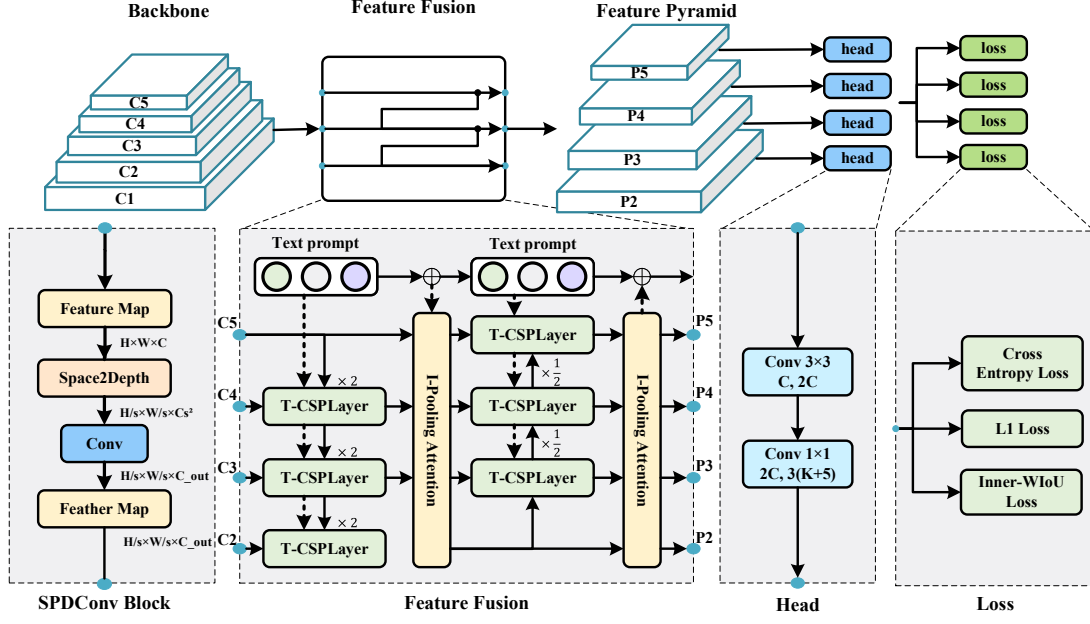 Backbone
Feature Fusion
Feature Pyramid
C5
C4
C3
C2
C1
P5
P4
P3
P2
head
head
head
head
loss
loss
loss
loss
Feature Map
H×W×C
Space2Depth
H/s×W/s×Cs²
Conv
H/s×W/s×C_out
Feather Map
H/s×W/s×C_out
SPDConv Block
Text prompt
Text prompt
C5
C4
C3
C2
× 2
T-CSPLayer
× 2
T-CSPLayer
× 2
T-CSPLayer
I-Pooling Attention
T-CSPLayer
×1/2
T-CSPLayer
×1/2
T-CSPLayer
I-Pooling Attention
P5
P4
P3
P2
Feature Fusion
Conv 3×3
C, 2C
Conv 1×1
2C, 3(K+5)
Head
Cross
Entropy Loss
L1 Loss
Inner-WIoU
Loss
Loss